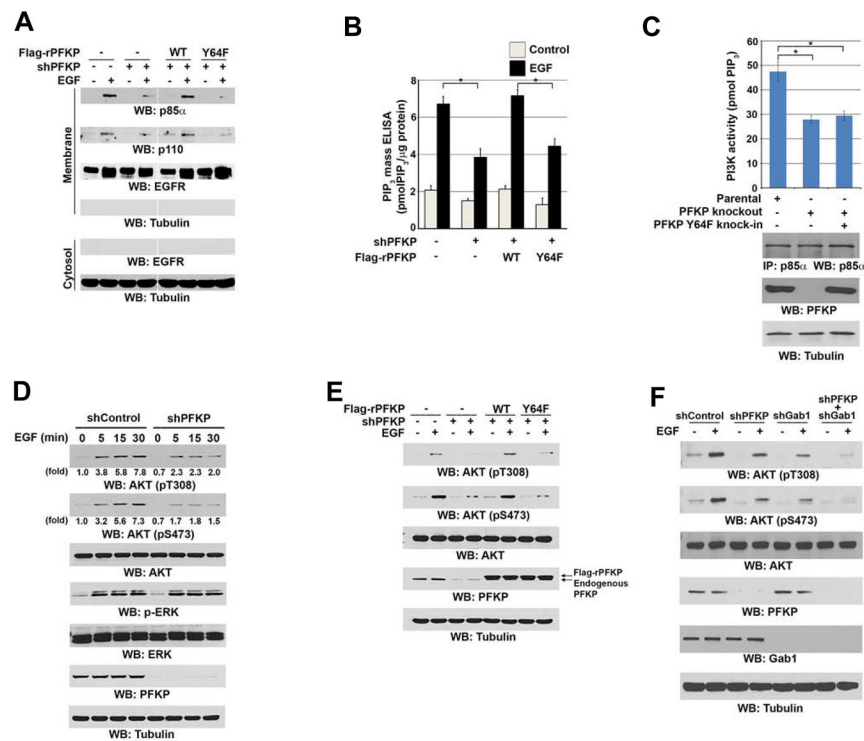 A
Flag-rPFKP - - WT Y64F
shPFKP - - + + + + + +
EGF - + - + - + - +
Membrane
WB: p85α
WB: p110
WB: EGFR
WB: Tubulin
Cytosol
WB: EGFR
WB: Tubulin
B
Control
EGF
PIP3 mass ELISA
(pmolPIP3/μg protein)
8
6
4
2
0
*
*
shPFKP - + + +
Flag-rPFKP - - WT Y64F
C
PI3K activity (pmol PIP3)
60
50
40
30
20
10
0
*
*
Parental + - -
PFKP knockout - + +
PFKP Y64F knock-in - - +
IP: p85α WB: p85α
WB: PFKP
WB: Tubulin
D
shControl shPFKP
EGF (min) 0 5 15 30 0 5 15 30
(fold) 1.0 3.8 5.8 7.8 0.7 2.3 2.3 2.0
WB: AKT (pT308)
(fold) 1.0 3.2 5.6 7.3 0.7 1.7 1.8 1.5
WB: AKT (pS473)
WB: AKT
WB: p-ERK
WB: ERK
WB: PFKP
WB: Tubulin
E
Flag-rPFKP - - WT Y64F
shPFKP - - + + + + + +
EGF - + - + - + - +
WB: AKT (pT308)
WB: AKT (pS473)
WB: AKT
Flag-rPFKP
Endogenous
PFKP
WB: PFKP
WB: Tubulin
F
shControl shPFKP shGab1 shPFKP
+
shGab1
EGF - + - + - + - +
WB: AKT (pT308)
WB: AKT (pS473)
WB: AKT
WB: PFKP
WB: Gab1
WB: Tubulin